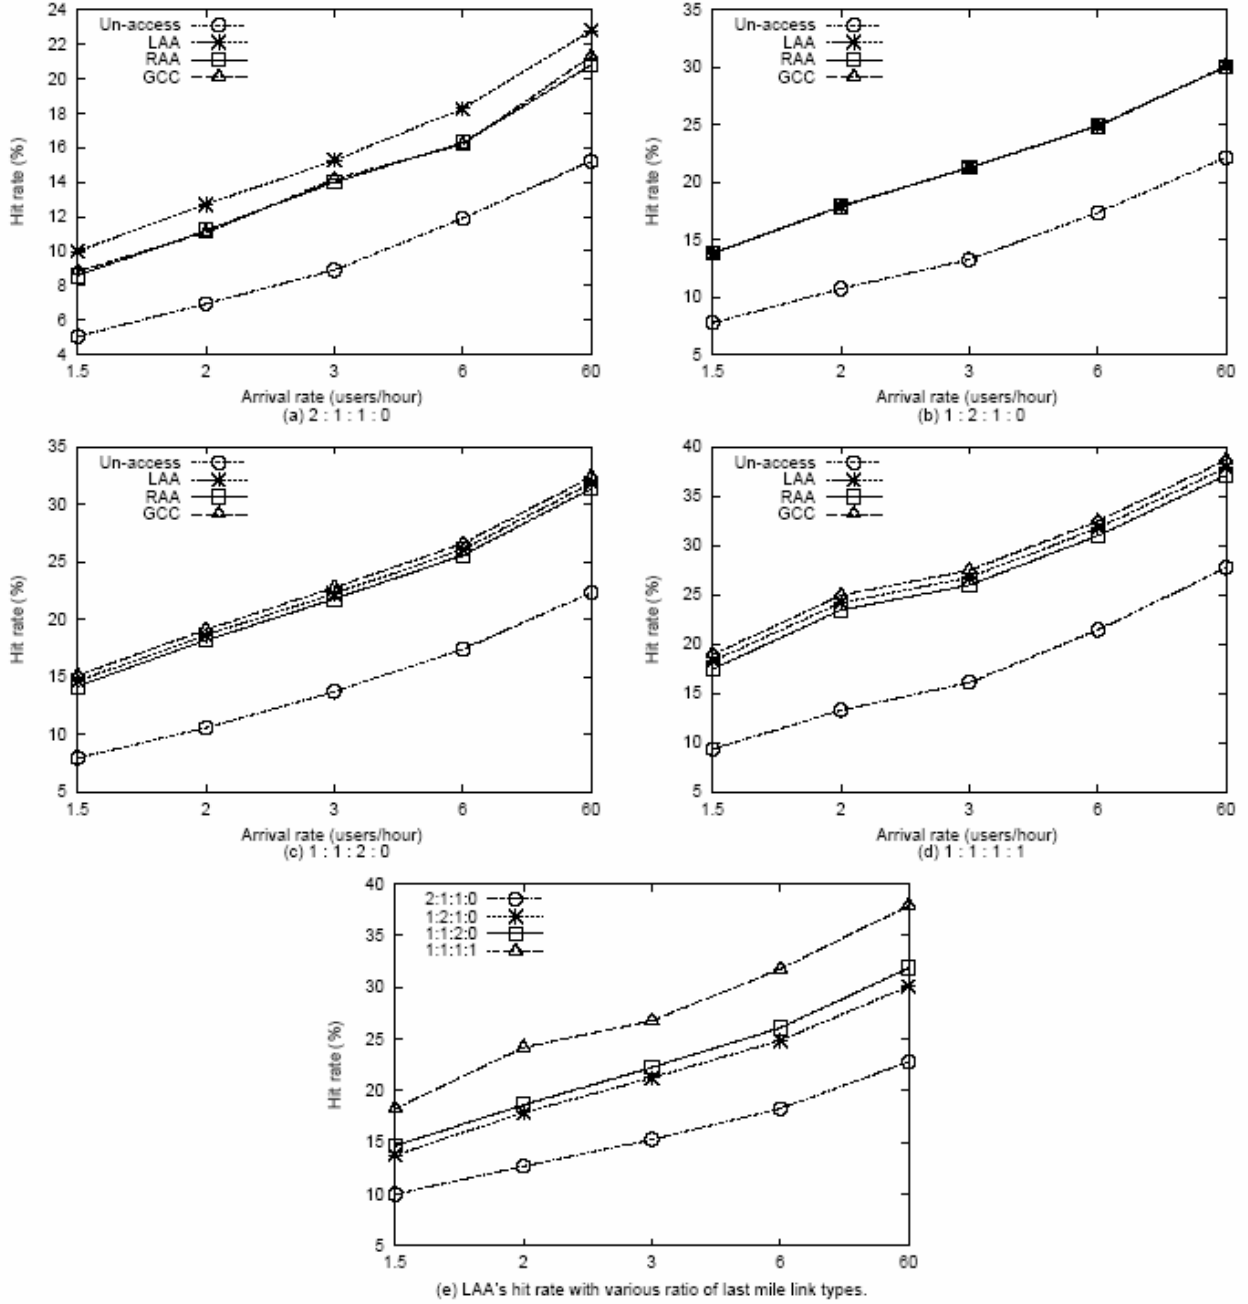 Hit rate (%)
24
22
20
18
16
14
12
10
8
6
4
Un-access
LAA
RAA
GCC
1.5 2 3 6 60
Arrival rate (users/hour)
(a) 2 : 1 : 1 : 0
Hit rate (%)
35
30
25
20
15
10
5
Un-access
LAA
RAA
GCC
1.5 2 3 6 60
Arrival rate (users/hour)
(b) 1 : 2 : 1 : 0
Hit rate (%)
35
30
25
20
15
10
5
Un-access
LAA
RAA
GCC
1.5 2 3 6 60
Arrival rate (users/hour)
(c) 1 : 1 : 2 : 0
Hit rate (%)
40
35
30
25
20
15
10
5
Un-access
LAA
RAA
GCC
1.5 2 3 6 60
Arrival rate (users/hour)
(d) 1 : 1 : 1 : 1
Hit rate (%)
40
35
30
25
20
15
10
5
2:1:1:0
1:2:1:0
1:1:2:0
1:1:1:1
1.5 2 3 6 60
(e) LAA's hit rate with various ratio of last mile link types.